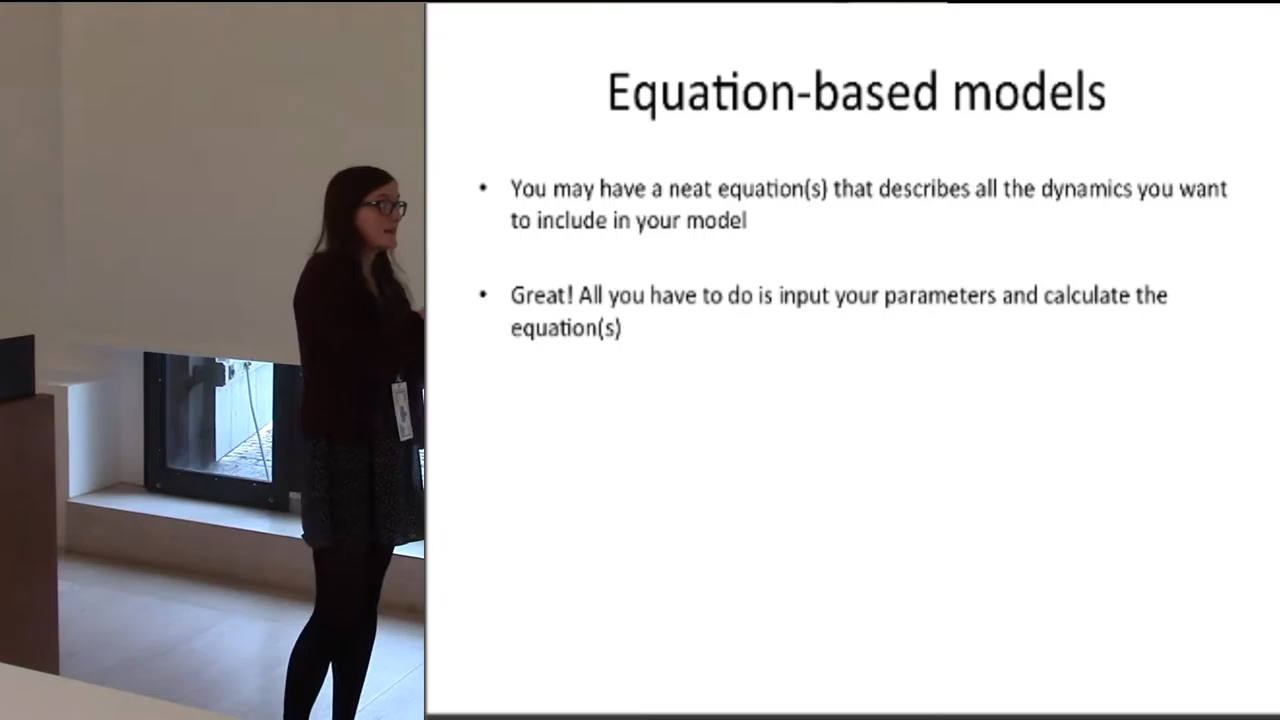 Equation-based models
• You may have a neat equation(s) that describes all the dynamics you want
to include in your model
• Great! All you have to do is input your parameters and calculate the
equation(s)